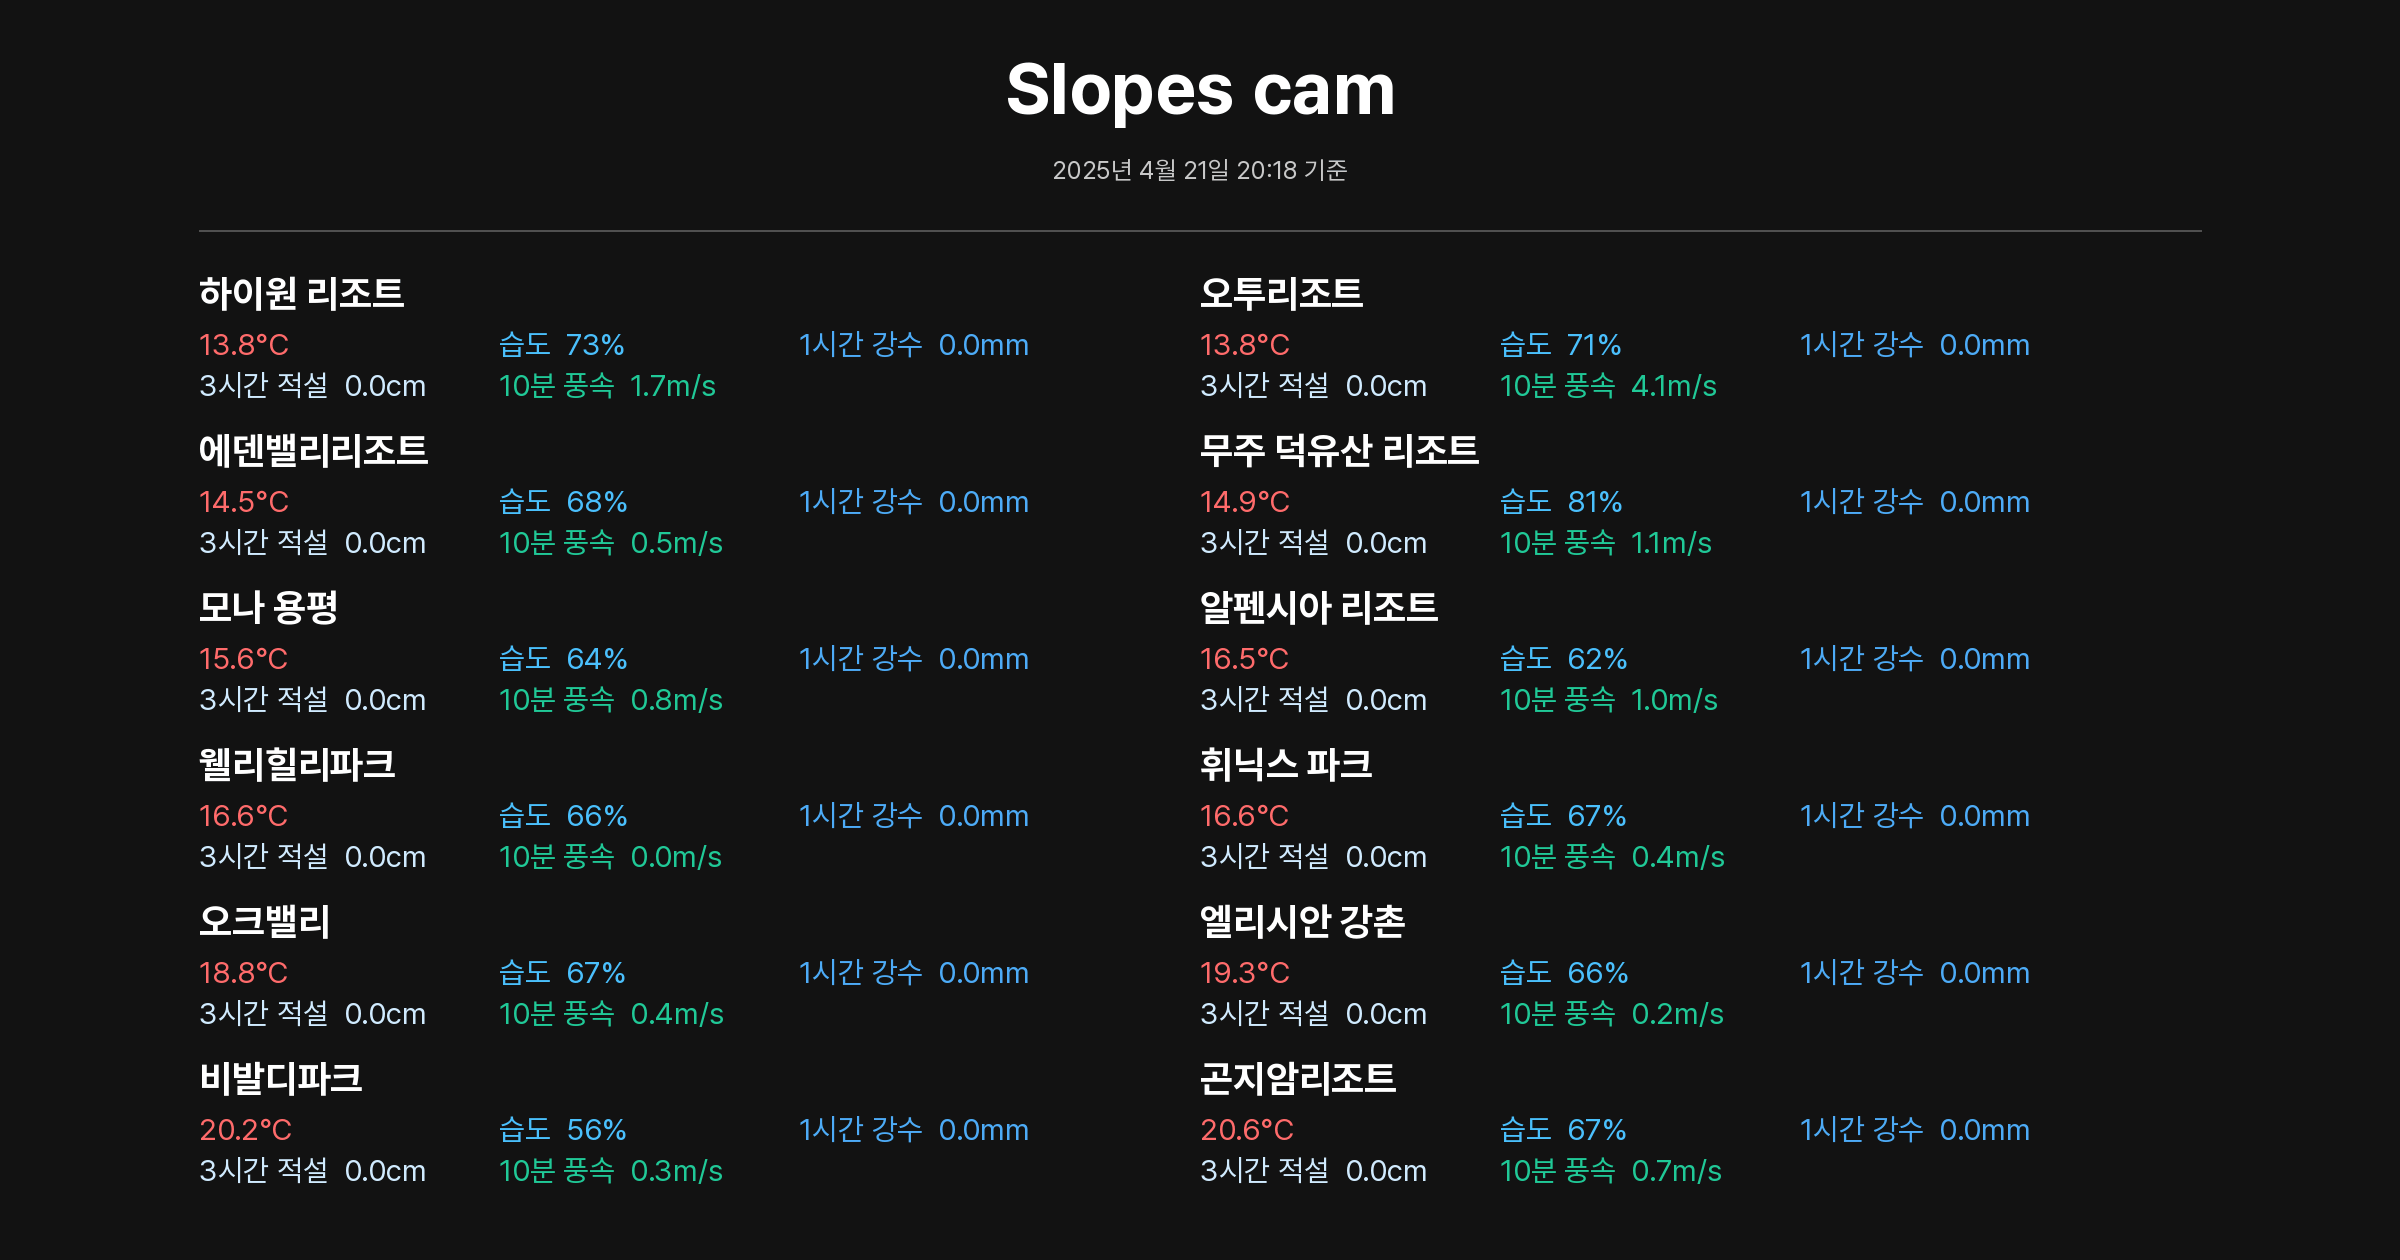 Slopes cam
2025년 4월 21일 20:18 기준
하이원 리조트
13.8°C 습도 73% 1시간 강수 0.0mm
3시간 적설 0.0cm 10분 풍속 1.7m/s
오투리조트
13.8°C 습도 71% 1시간 강수 0.0mm
3시간 적설 0.0cm 10분 풍속 4.1m/s
에덴밸리리조트
14.5°C 습도 68% 1시간 강수 0.0mm
3시간 적설 0.0cm 10분 풍속 0.5m/s
무주 덕유산 리조트
14.9°C 습도 81% 1시간 강수 0.0mm
3시간 적설 0.0cm 10분 풍속 1.1m/s
모나 용평
15.6°C 습도 64% 1시간 강수 0.0mm
3시간 적설 0.0cm 10분 풍속 0.8m/s
알펜시아 리조트
16.5°C 습도 62% 1시간 강수 0.0mm
3시간 적설 0.0cm 10분 풍속 1.0m/s
웰리힐리파크
16.6°C 습도 66% 1시간 강수 0.0mm
3시간 적설 0.0cm 10분 풍속 0.0m/s
휘닉스 파크
16.6°C 습도 67% 1시간 강수 0.0mm
3시간 적설 0.0cm 10분 풍속 0.4m/s
오크밸리
18.8°C 습도 67% 1시간 강수 0.0mm
3시간 적설 0.0cm 10분 풍속 0.4m/s
엘리시안 강촌
19.3°C 습도 66% 1시간 강수 0.0mm
3시간 적설 0.0cm 10분 풍속 0.2m/s
비발디파크
20.2°C 습도 56% 1시간 강수 0.0mm
3시간 적설 0.0cm 10분 풍속 0.3m/s
곤지암리조트
20.6°C 습도 67% 1시간 강수 0.0mm
3시간 적설 0.0cm 10분 풍속 0.7m/s